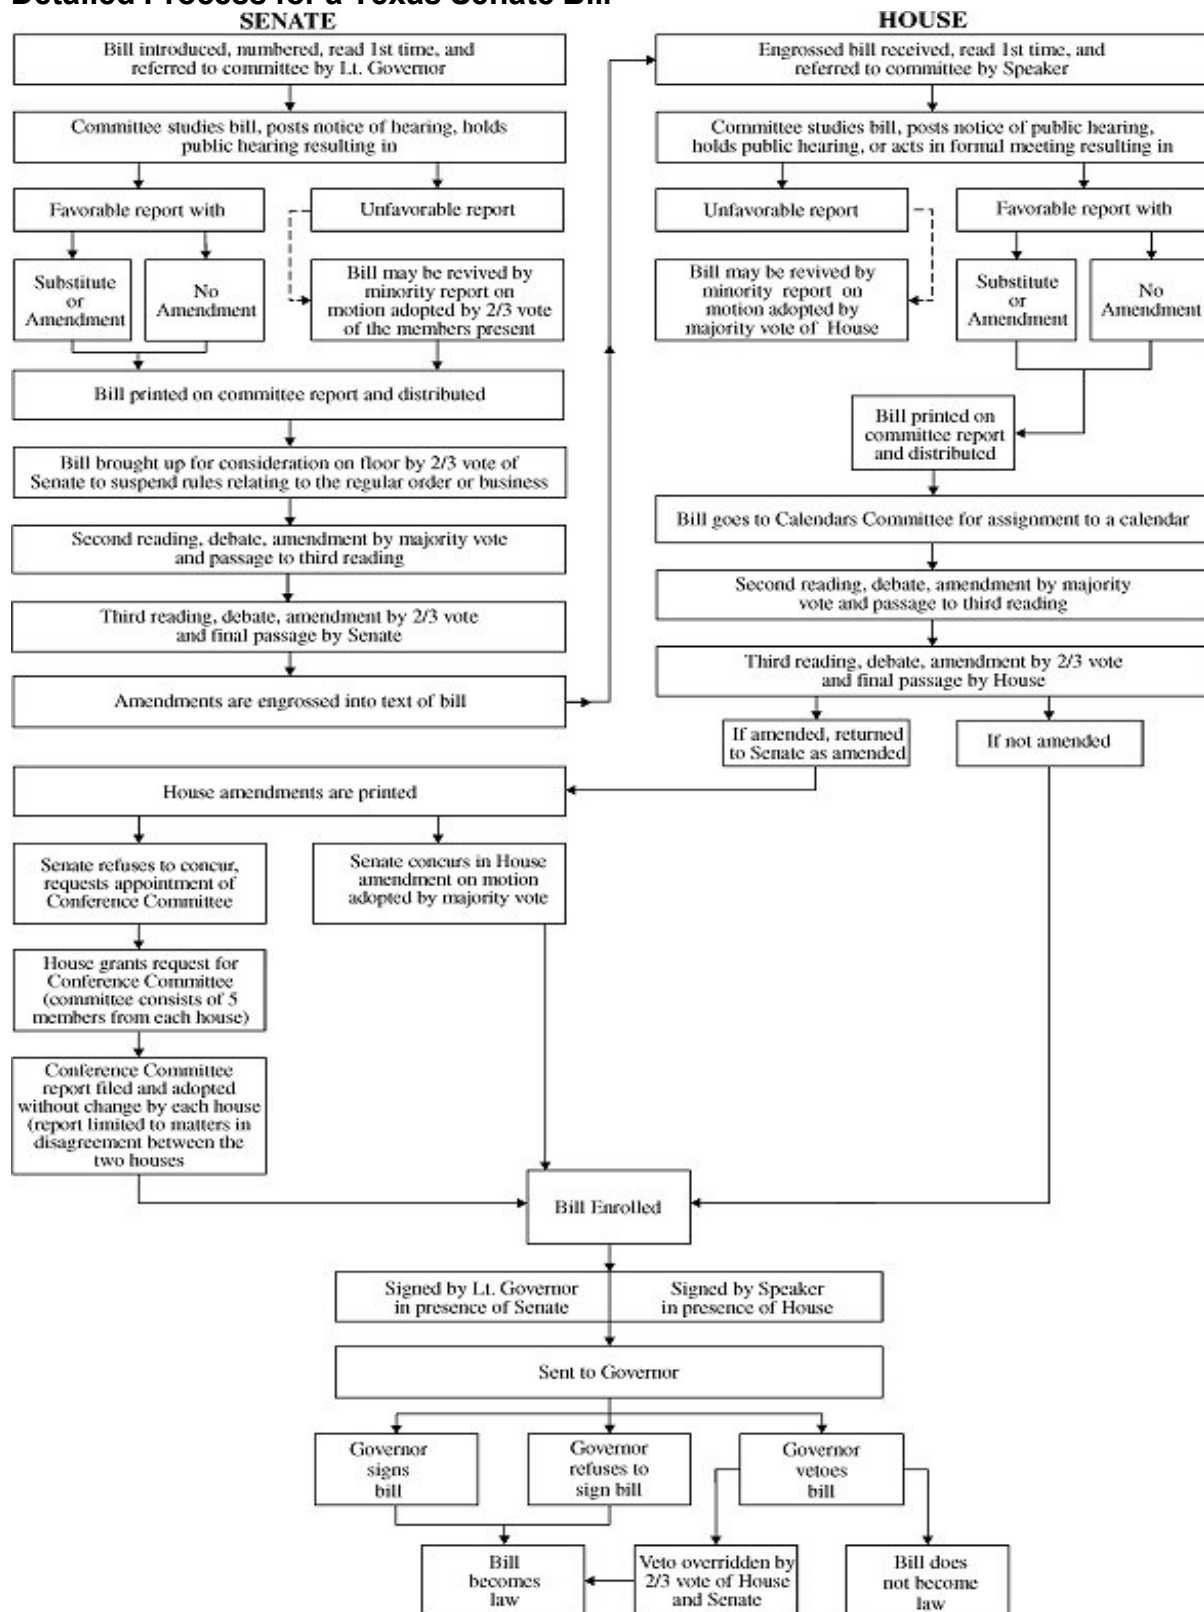 Detailed Process for a Texas Senate Bill
SENATE
Bill introduced, numbered, read 1st time, and
referred to committee by Lt. Governor
Committee studies bill, posts notice of hearing, holds
public hearing resulting in
Favorable report with
Unfavorable report
Substitute
or
Amendment
No
Amendment
Bill may be revived by
minority report on
motion adopted by 2/3 vote
of the members present
Bill printed on committee report and distributed
Bill brought up for consideration on floor by 2/3 vote of
Senate to suspend rules relating to the regular order or business
Second reading, debate, amendment by majority vote
and passage to third reading
Third reading, debate, amendment by 2/3 vote
and final passage by Senate
Amendments are engrossed into text of bill
HOUSE
Engrossed bill received, read 1st time, and
referred to committee by Speaker
Committee studies bill, posts notice of public hearing,
holds public hearing, or acts in formal meeting resulting in
Unfavorable report
Favorable report with
Bill may be revived by
minority report on
motion adopted by
majority vote of House
Substitute
or
Amendment
No
Amendment
Bill printed on
committee report
and distributed
Bill goes to Calendars Committee for assignment to a calendar
Second reading, debate, amendment by majority
vote and passage to third reading
Third reading, debate, amendment by 2/3 vote
and final passage by House
If amended, returned
to Senate as amended
If not amended
House amendments are printed
Senate refuses to concur,
requests appointment of
Conference Committee
Senate concurs in House
amendment on motion
adopted by majority vote
House grants request for
Conference Committee
(committee consists of 5
members from each house)
Conference Committee
report filed and adopted
without change by each house
(report limited to matters in
disagreement between the
two houses
Bill Enrolled
Signed by Lt. Governor
in presence of Senate
Signed by Speaker
in presence of House
Sent to Governor
Governor
signs
bill
Governor
refuses to
sign bill
Governor
vetoes
bill
Bill
becomes
law
Veto overridden by
2/3 vote of House
and Senate
Bill does
not become
law